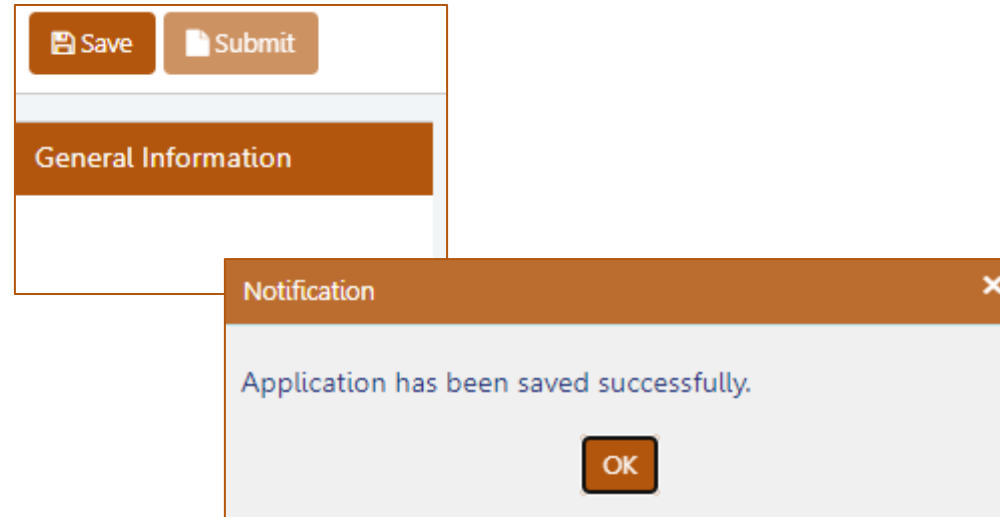 Save Submit
General Information
Notification
Application has been saved successfully.
OK